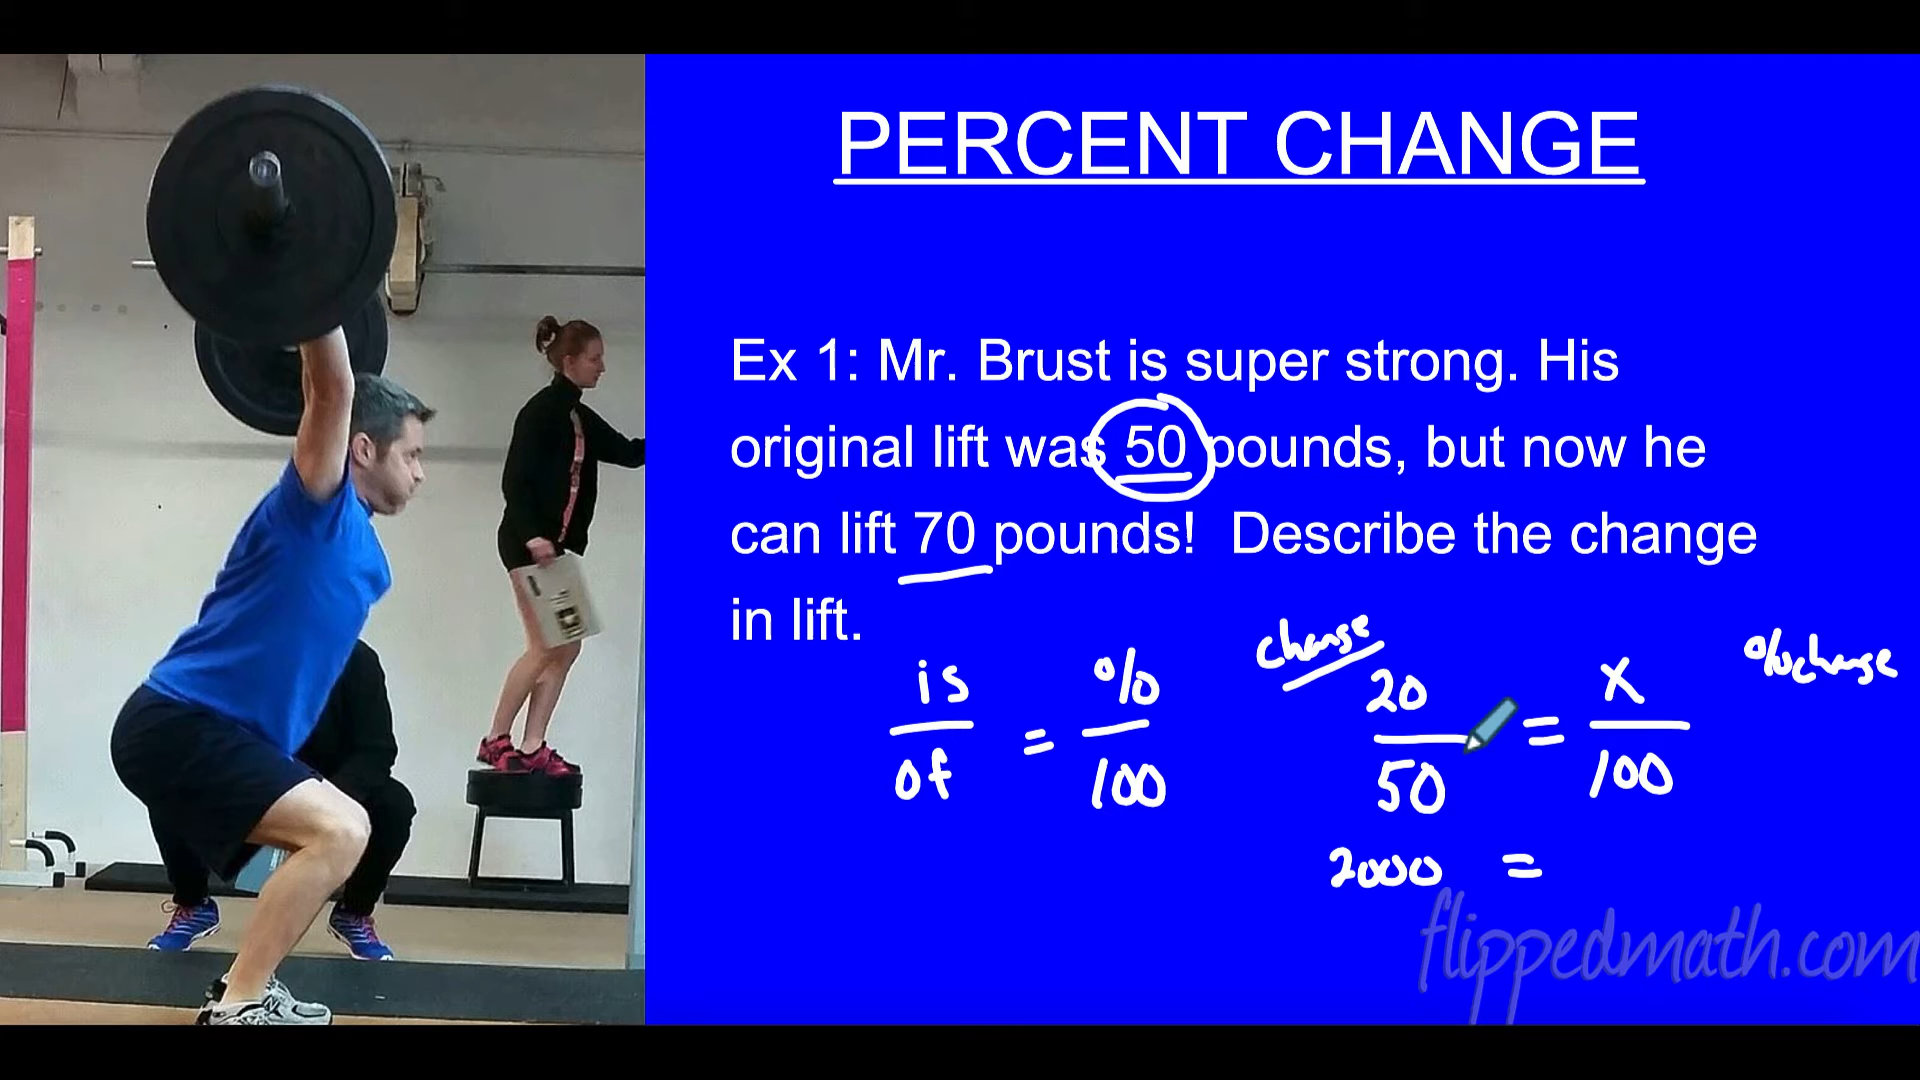 PERCENT CHANGE
Ex 1: Mr. Brust is super strong. His
original lift was 50 pounds, but now he
can lift 70 pounds! Describe the change
in lift.
is
of
=
%
100
change
20
50
=
x
100
% change
2000 =
flippedmath.com